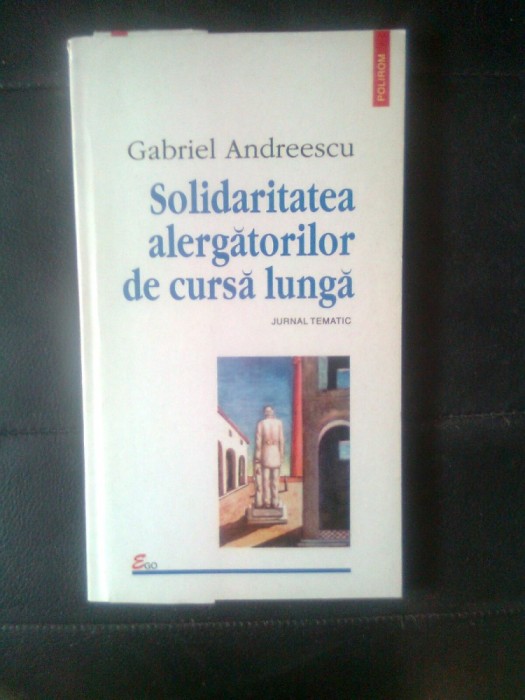 POLIROM
Gabriel Andreescu
Solidaritatea
alergătorilor
de cursă lungă
JURNAL TEMATIC
EGO